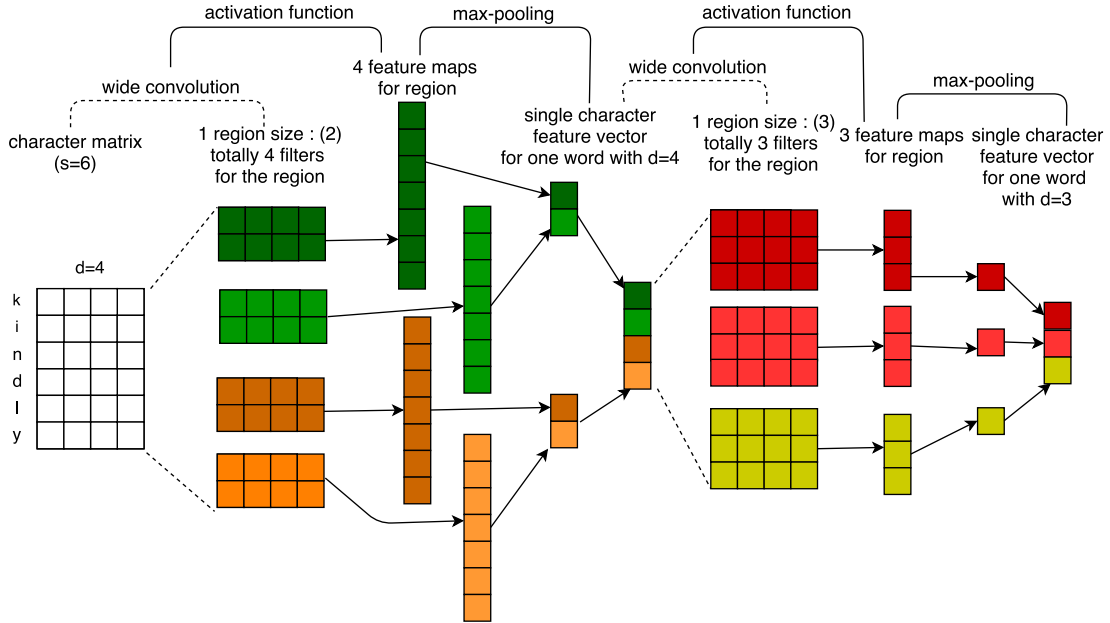 activation function
max-pooling
activation function
wide convolution
4 feature maps
for region
wide convolution
max-pooling
character matrix
(s=6)
1 region size : (2)
totally 4 filters
for the region
single character
feature vector
for one word with d=4
1 region size : (3)
totally 3 filters
for the region
3 feature maps
for region
single character
feature vector
for one word
with d=3
d=4
k
i
n
d
l
y